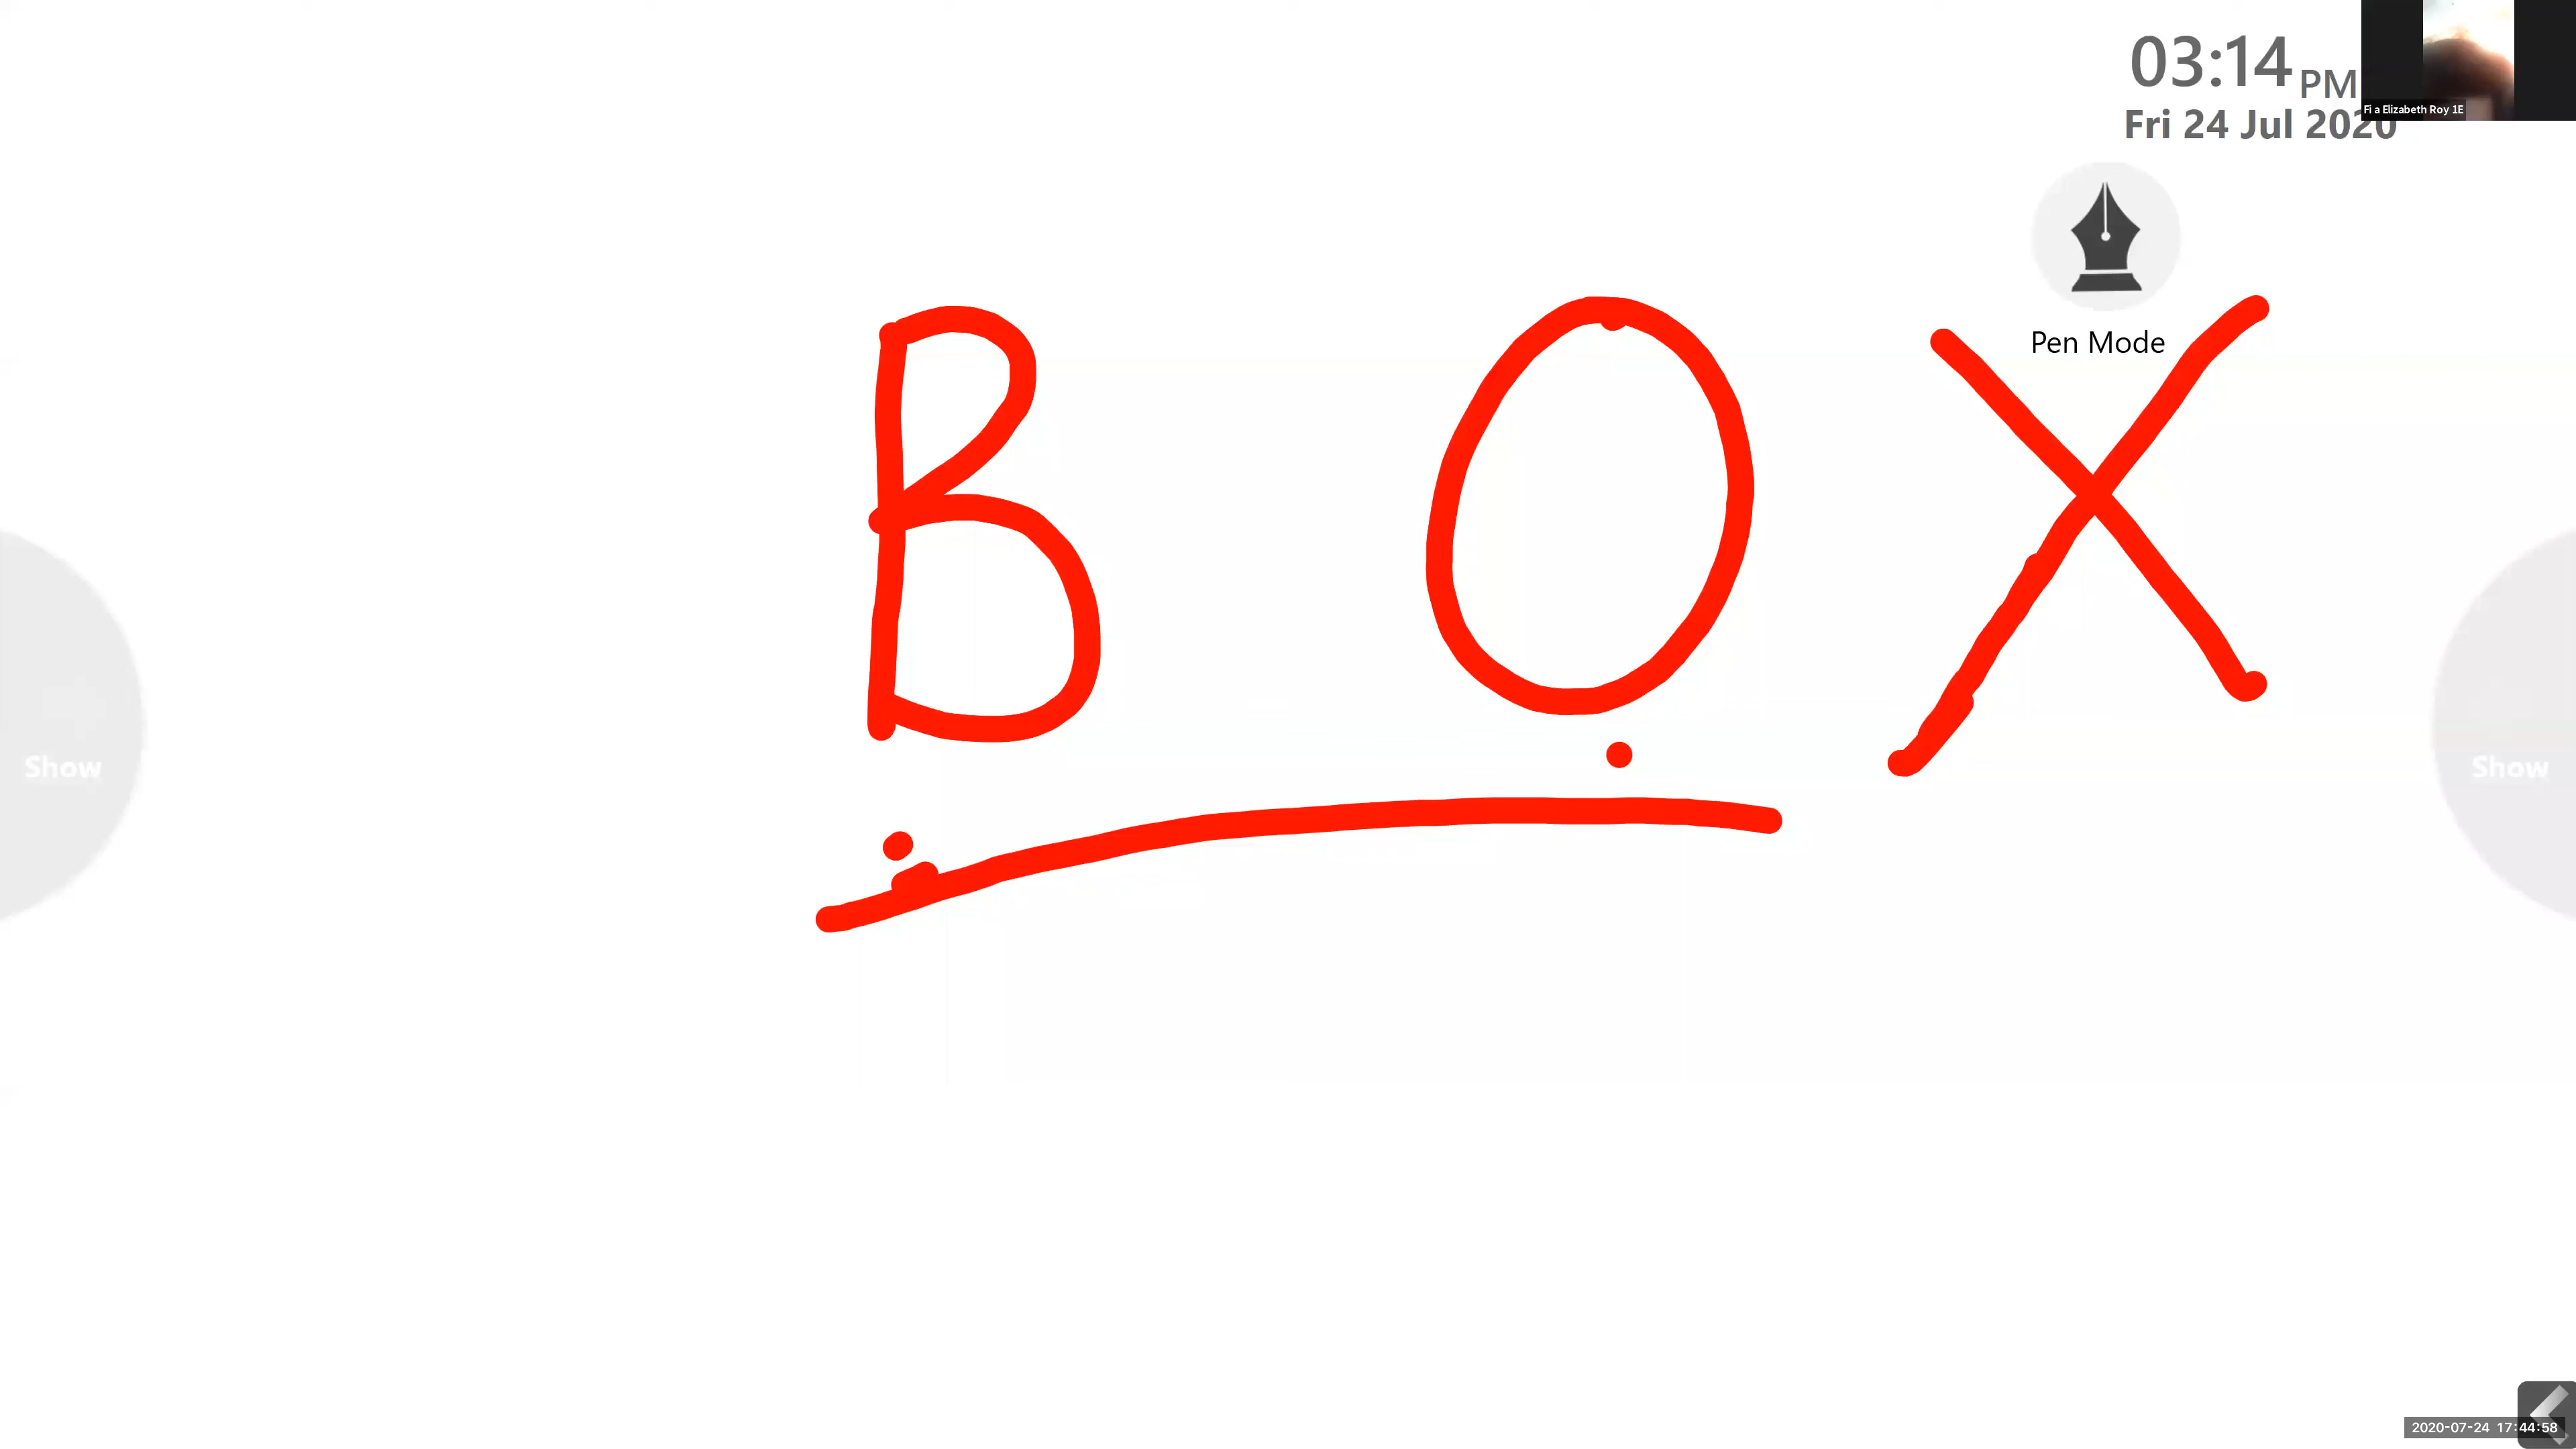 03:14 PM
Fi a Elizabeth Roy 1E
Fri 24 Jul 2020
Pen Mode
BOX
Show
Show
2020-07-24 17:44:58